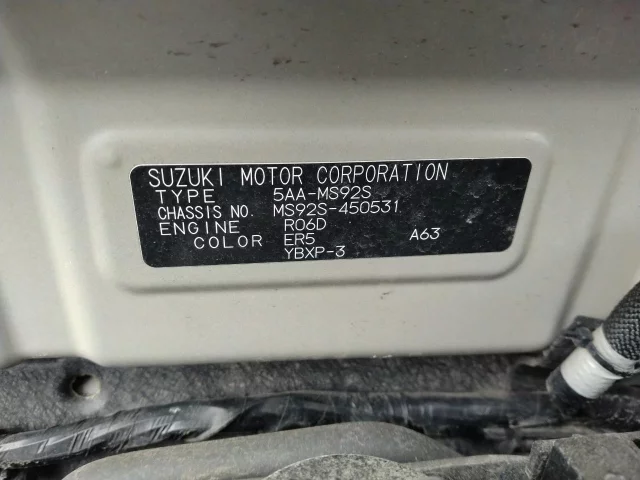 SUZUKI MOTOR CORPORATION
TYPE 5AA-MS92S
CHASSIS NO. MS92S-450531
ENGINE R06D
COLOR ER5 A63
YBXP-3